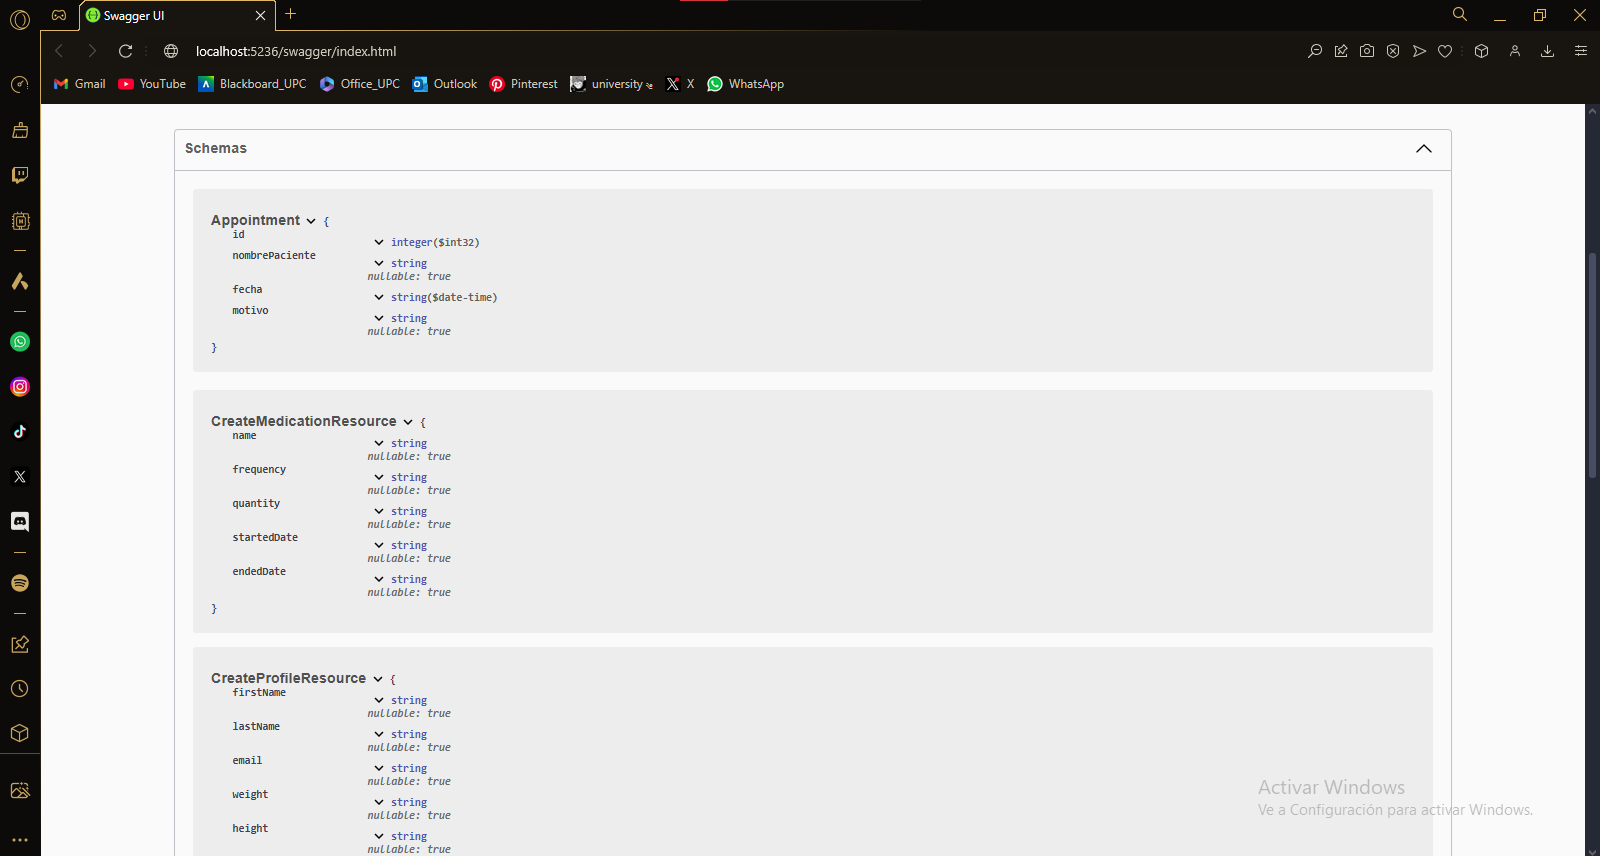 Swagger UI
localhost:5236/swagger/index.html
Gmail YouTube Blackboard_UPC Office_UPC Outlook Pinterest university X WhatsApp
Schemas
Appointment {
id
integer($int32)
nombrePaciente
string
nullable: true
fecha
string($date-time)
motivo
string
nullable: true
}
CreateMedicationResource {
name
string
nullable: true
frequency
string
nullable: true
quantity
string
nullable: true
startedDate
string
nullable: true
endedDate
string
nullable: true
}
CreateProfileResource {
firstName
string
nullable: true
lastName
string
nullable: true
email
string
nullable: true
weight
string
nullable: true
height
string
nullable: true
Activar Windows
Ve a Configuración para activar Windows.